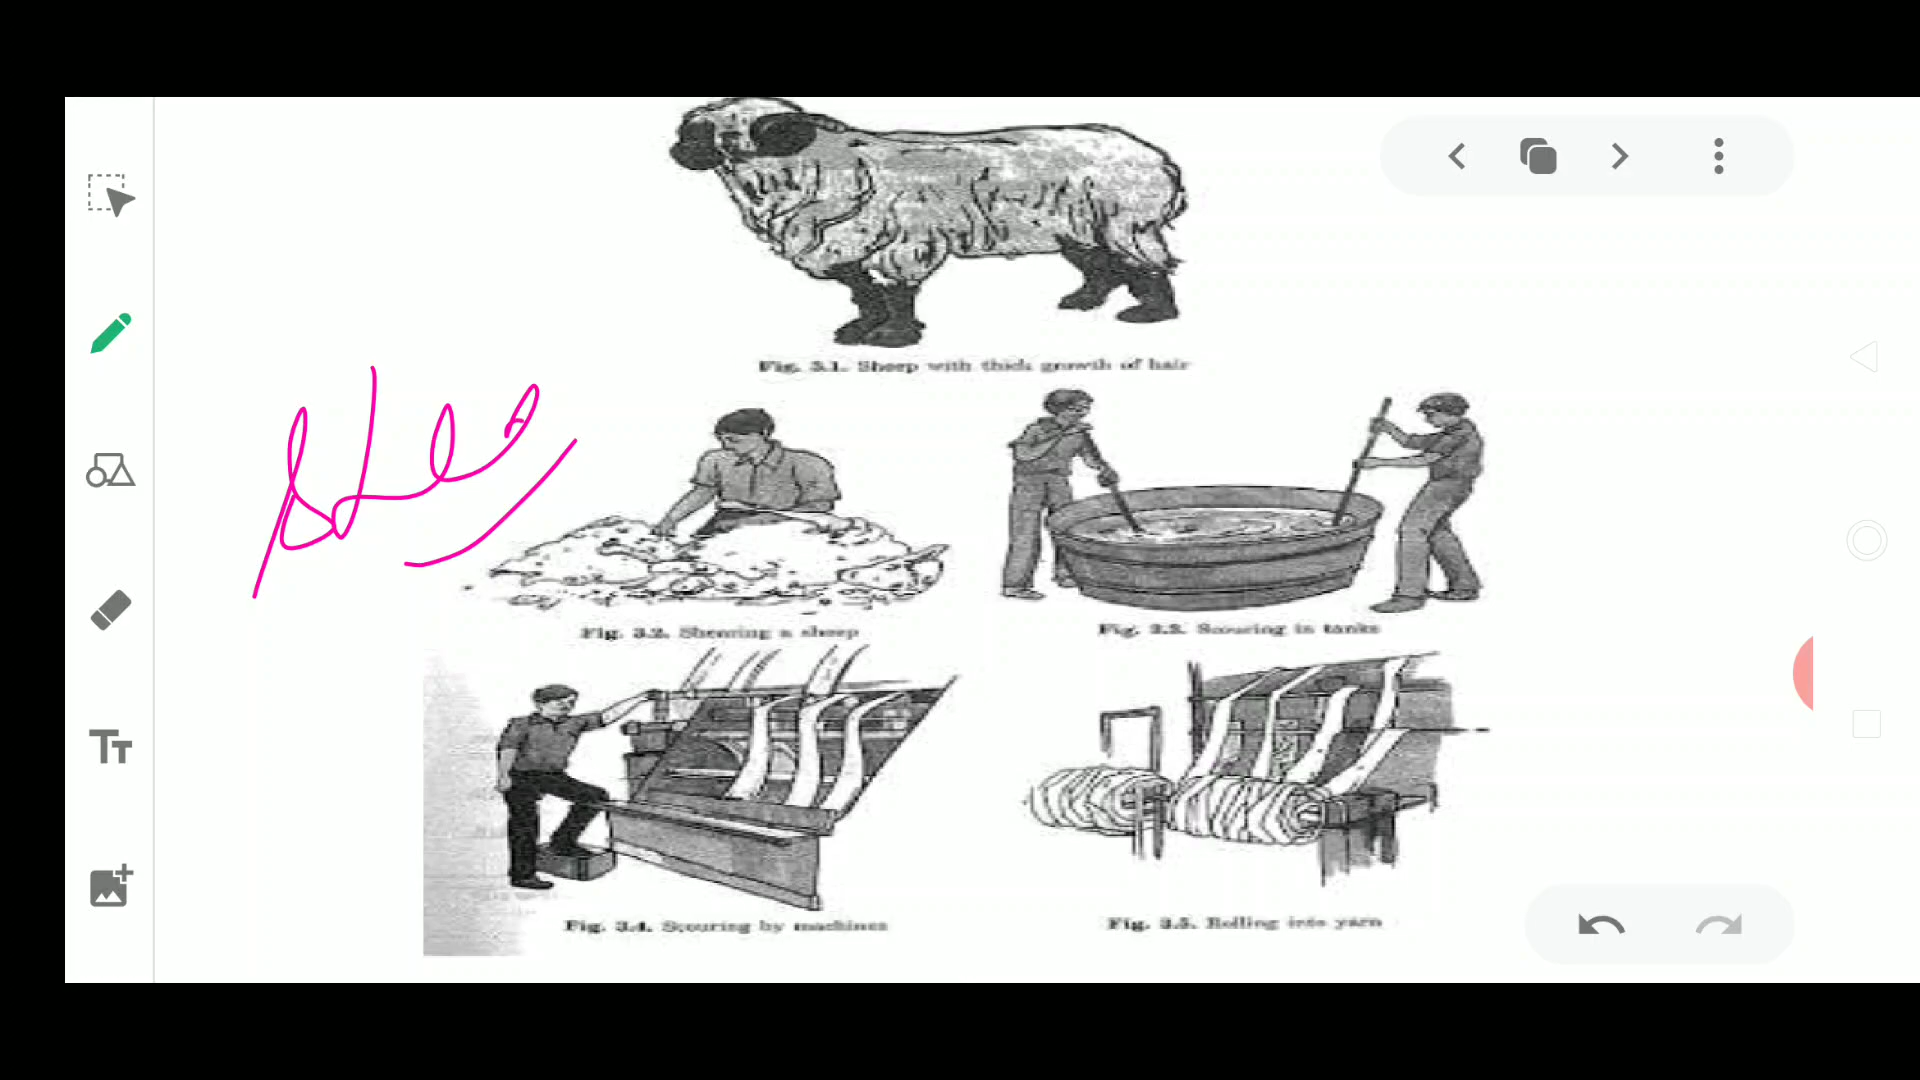 Fig. 3.1. Sheep with thick growth of hair
Fig. 3.2. Shearing a sheep
Fig. 3.3. Scouring in tanks
Fig. 3.4. Scouring by machines
Fig. 3.5. Rolling into yarn
Tт